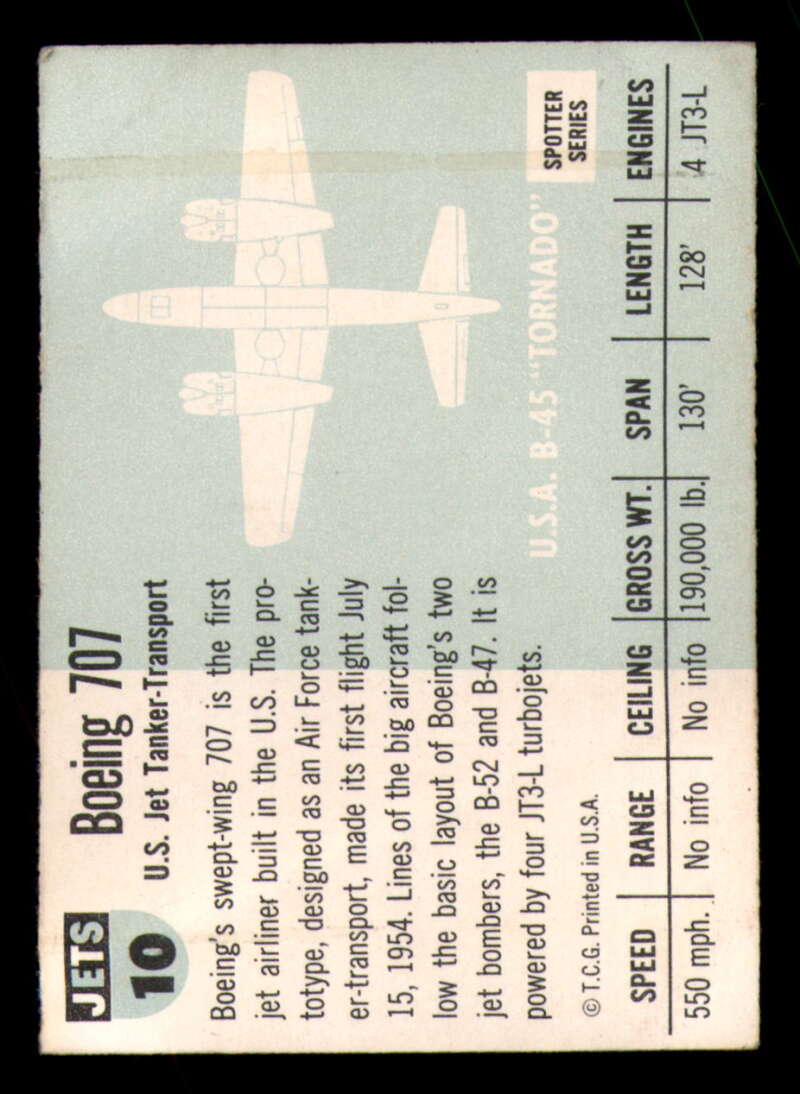 JETS
10
Boeing 707
U.S. Jet Tanker-Transport
Boeing's swept-wing 707 is the first
jet airliner built in the U.S. The pro-
totype, designed as an Air Force tank-
er-transport, made its first flight July
15, 1954. Lines of the big aircraft fol-
low the basic layout of Boeing's two
jet bombers, the B-52 and B-47. It is
powered by four JT3-L turbojets.
© T.C.G. Printed in U.S.A.
U.S.A. B-45 "TORNADO"
SPOTTER
SERIES
SPEED RANGE CEILING GROSS WT. SPAN LENGTH ENGINES
550 mph. No info No info 190,000 lb. 130' 128' 4 JT3-L